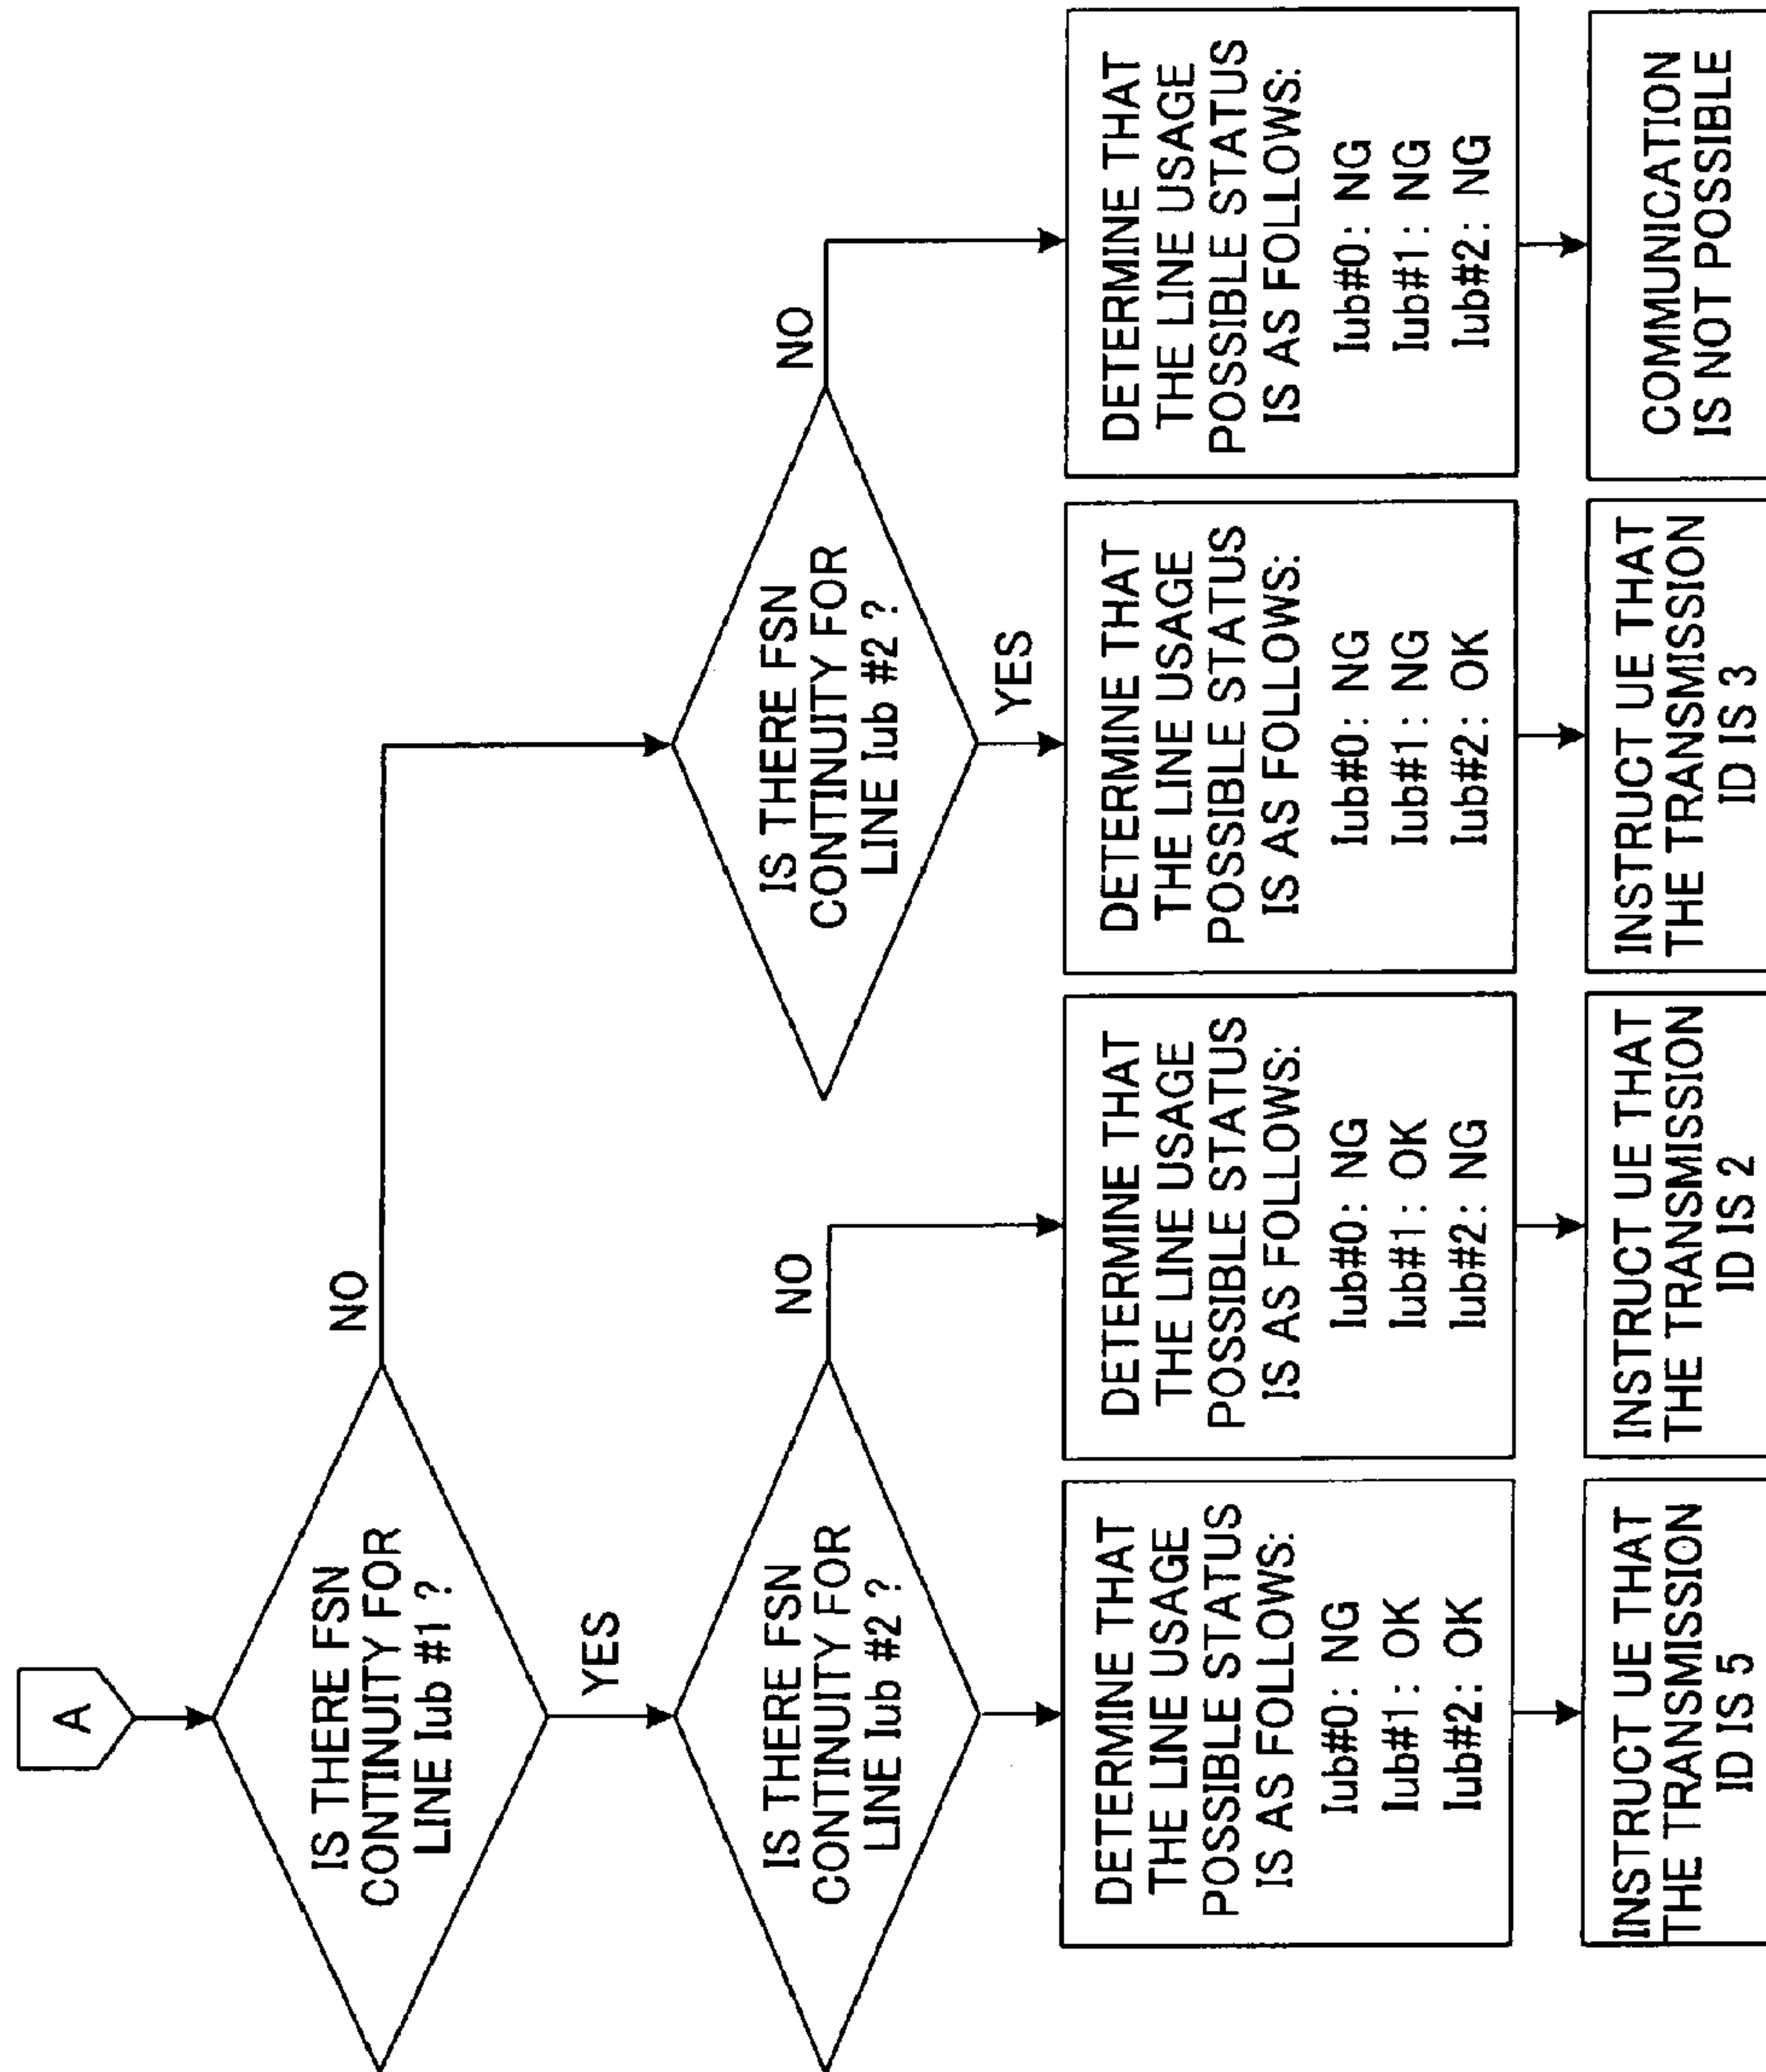 A
IS THERE FSN
CONTINUITY FOR
LINE Iub #1 ?
NO
YES
IS THERE FSN
CONTINUITY FOR
LINE Iub #2 ?
NO
IS THERE FSN
CONTINUITY FOR
LINE Iub #2 ?
NO
YES
DETERMINE THAT
THE LINE USAGE
POSSIBLE STATUS
IS AS FOLLOWS:
Iub#0: NG
Iub#1: OK
Iub#2: OK
DETERMINE THAT
THE LINE USAGE
POSSIBLE STATUS
IS AS FOLLOWS:
Iub#0: NG
Iub#1: OK
Iub#2: NG
DETERMINE THAT
THE LINE USAGE
POSSIBLE STATUS
IS AS FOLLOWS:
Iub#0: NG
Iub#1: NG
Iub#2: OK
DETERMINE THAT
THE LINE USAGE
POSSIBLE STATUS
IS AS FOLLOWS:
Iub#0: NG
Iub#1: NG
Iub#2: NG
INSTRUCT UE THAT
THE TRANSMISSION
ID IS 5
INSTRUCT UE THAT
THE TRANSMISSION
ID IS 2
INSTRUCT UE THAT
THE TRANSMISSION
ID IS 3
COMMUNICATION
IS NOT POSSIBLE